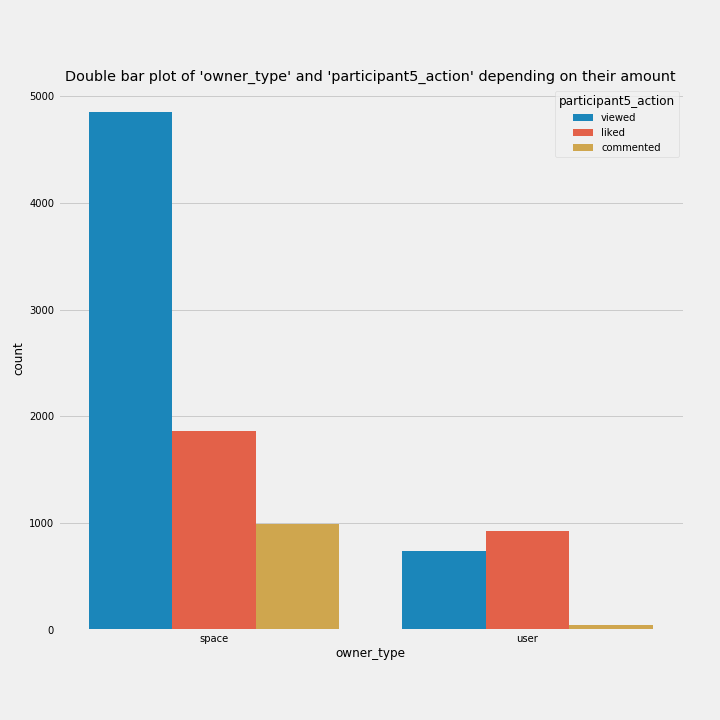 Double bar plot of 'owner_type' and 'participant5_action' depending on their amount
participant5_action
viewed
liked
commented
5000
4000
3000
2000
1000
0
count
space
user
owner_type